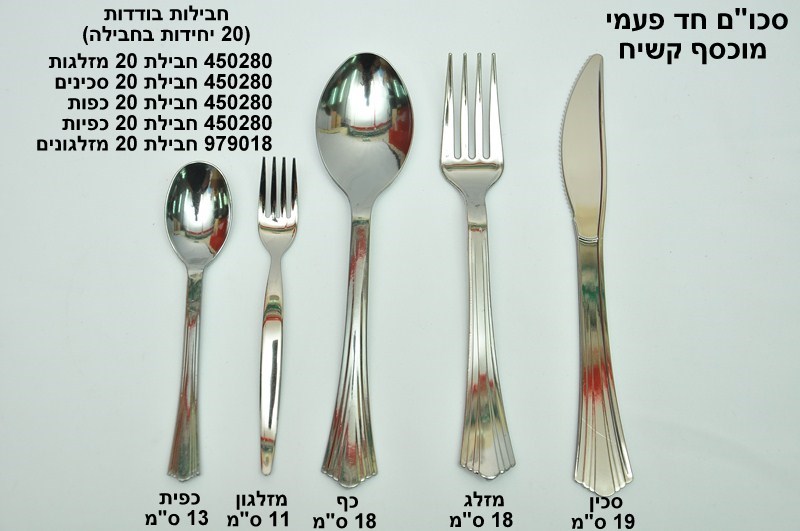 סכו"ם חד פעמי
מוכסף קשיח
חבילות בודדות
(20 יחידות בחבילה)
450280 חבילת 20 מזלגות
450280 חבילת 20 סכינים
450280 חבילת 20 כפות
450280 חבילת 20 כפיות
979018 חבילת 20 מזלגונים
סכין
19 ס"מ
מזלג
18 ס"מ
כף
18 ס"מ
מזלגון
11 ס"מ
כפית
13 ס"מ